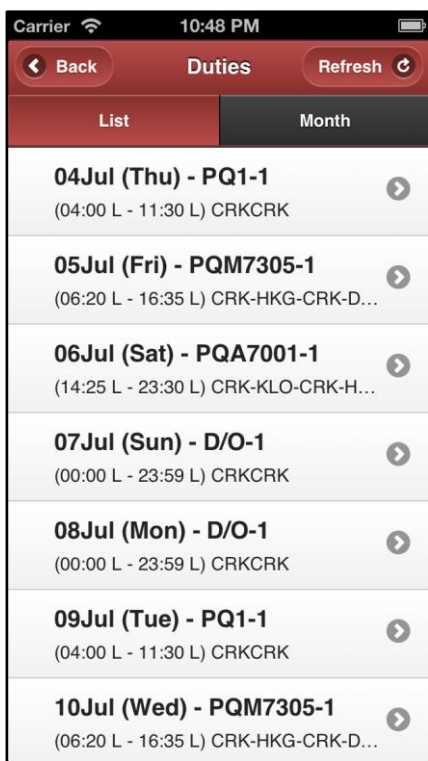 Carrier 10:48 PM
Back Duties Refresh
List Month
04Jul (Thu) - PQ1-1
(04:00 L - 11:30 L) CRKCRK
05Jul (Fri) - PQM7305-1
(06:20 L - 16:35 L) CRK-HKG-CRK-D...
06Jul (Sat) - PQA7001-1
(14:25 L - 23:30 L) CRK-KLO-CRK-H...
07Jul (Sun) - D/O-1
(00:00 L - 23:59 L) CRKCRK
08Jul (Mon) - D/O-1
(00:00 L - 23:59 L) CRKCRK
09Jul (Tue) - PQ1-1
(04:00 L - 11:30 L) CRKCRK
10Jul (Wed) - PQM7305-1
(06:20 L - 16:35 L) CRK-HKG-CRK-D...